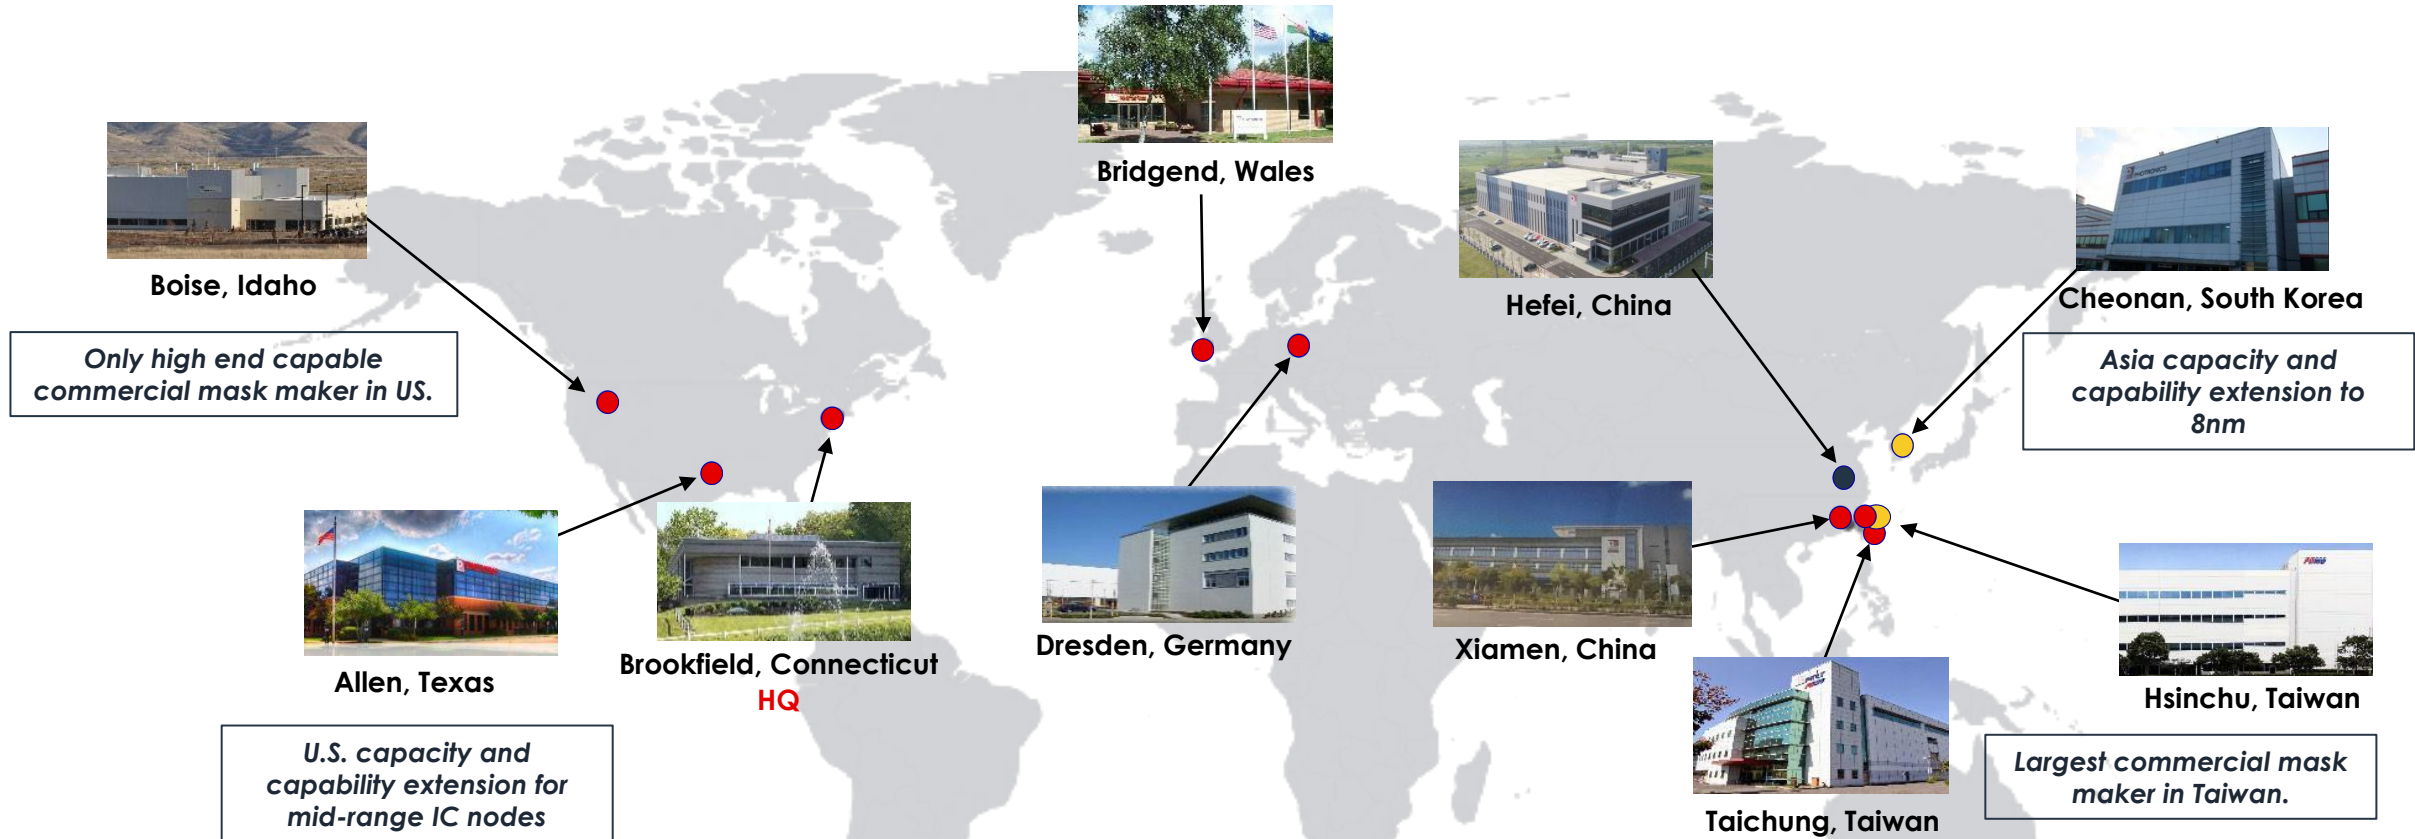 Bridgend, Wales
Boise, Idaho
Only high end capable
commercial mask maker in US.
Hefei, China
PHOTRONICS
Cheonan, South Korea
Asia capacity and
capability extension to
8nm
Allen, Texas
U.S. capacity and
capability extension for
mid-range IC nodes
Brookfield, Connecticut
HQ
Dresden, Germany
Xiamen, China
Taichung, Taiwan
Hsinchu, Taiwan
Largest commercial mask
maker in Taiwan.